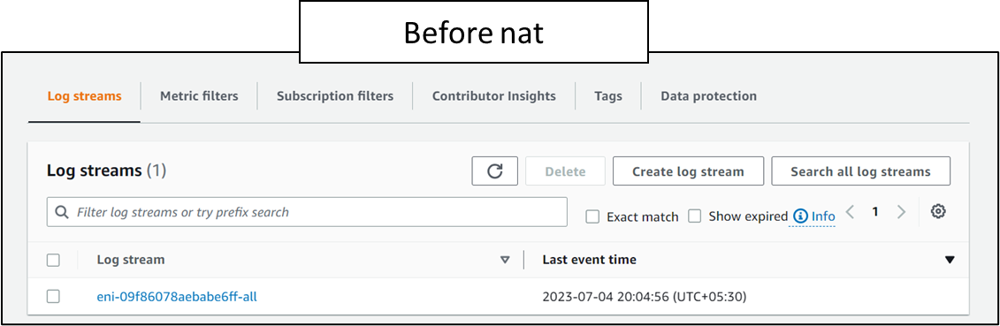 Before nat
Log streams Metric filters Subscription filters Contributor Insights Tags Data protection
Log streams (1) Delete Create log stream Search all log streams
Filter log streams or try prefix search Exact match Show expired Info 1
Log stream Last event time
eni-09f86078aebabe6ff-all 2023-07-04 20:04:56 (UTC+05:30)